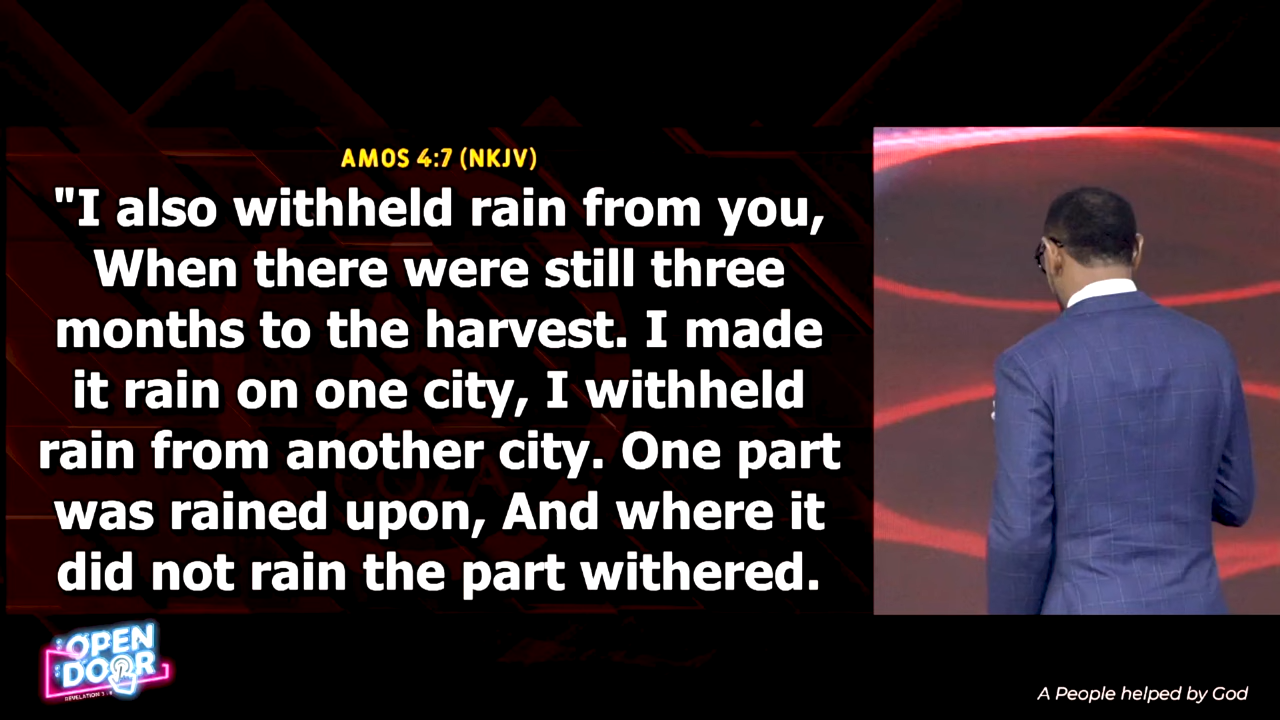 AMOS 4:7 (NKJV)
"I also withheld rain from you,
When there were still three
months to the harvest. I made
it rain on one city, I withheld
rain from another city. One part
was rained upon, And where it
did not rain the part withered.
OPEN
DOOR
A People helped by God